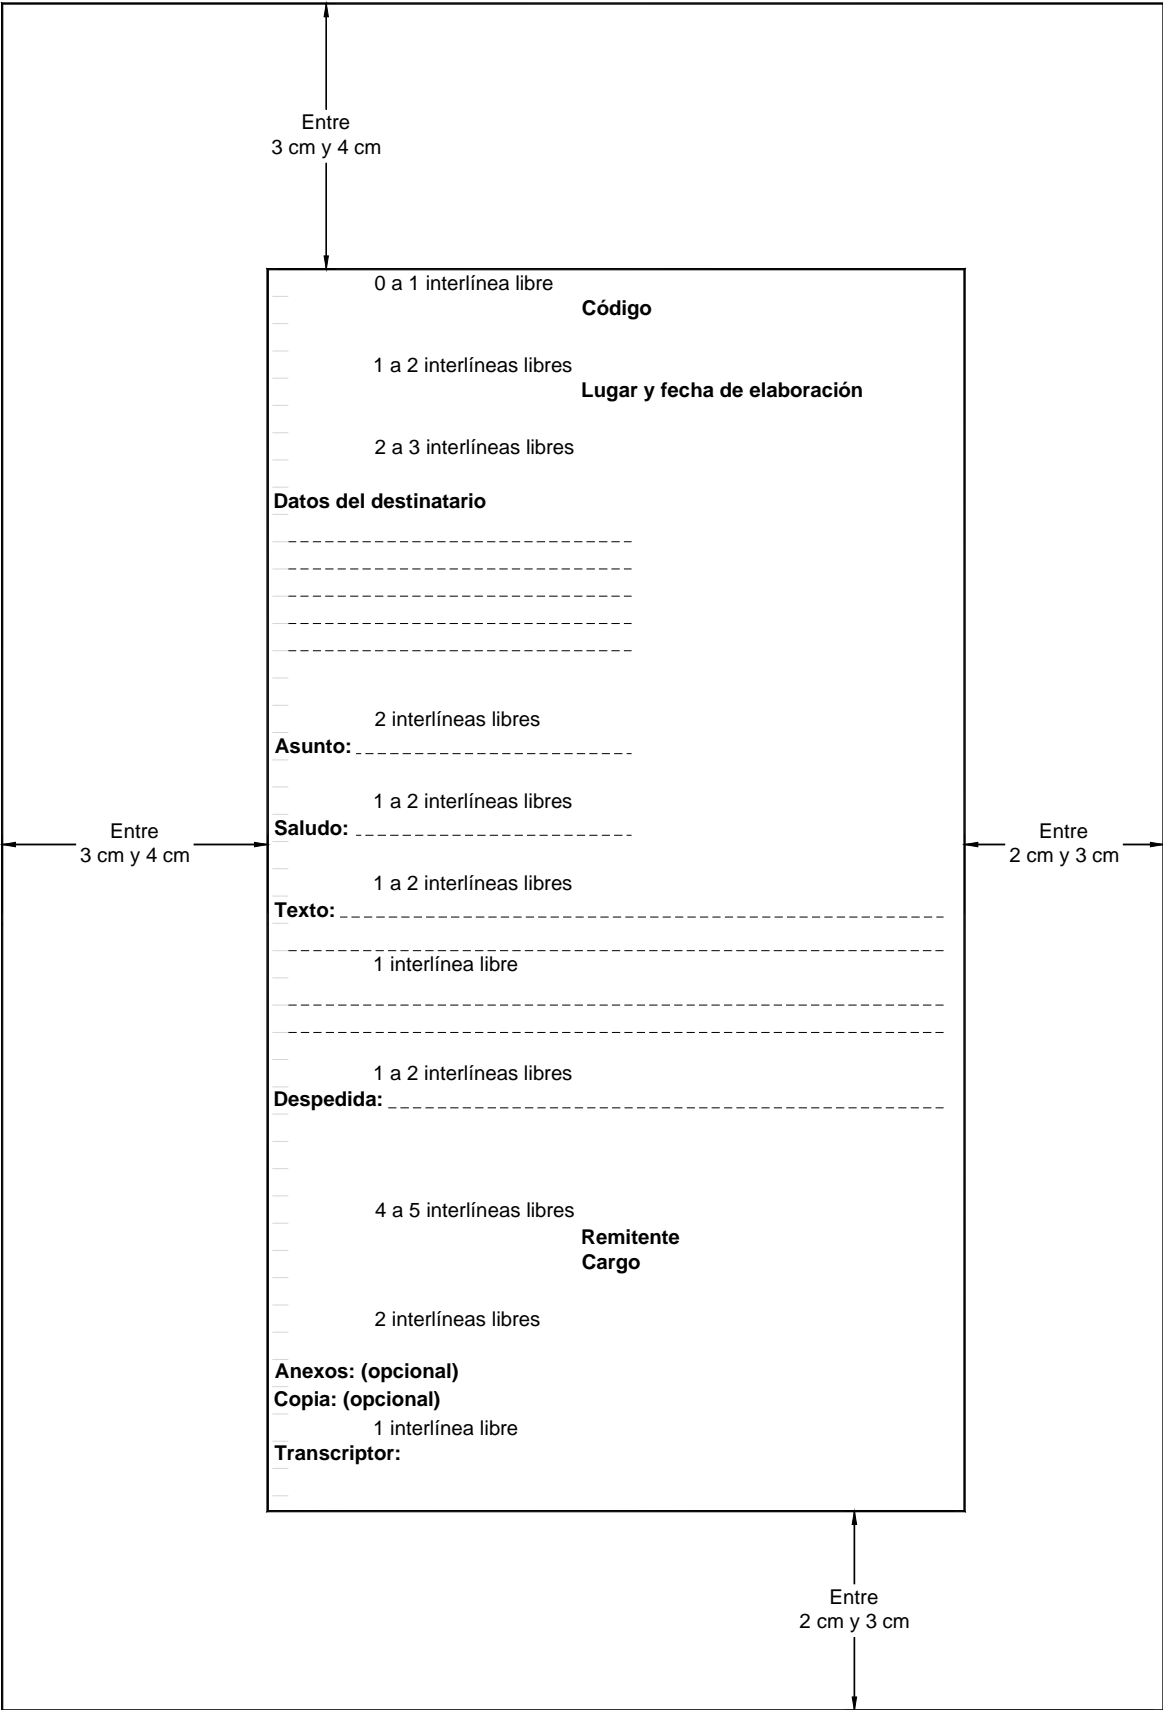 Entre
3 cm y 4 cm
0 a 1 interlínea libre
Código
1 a 2 interlíneas libres
Lugar y fecha de elaboración
2 a 3 interlíneas libres
Datos del destinatario
2 interlíneas libres
Asunto:
1 a 2 interlíneas libres
Saludo:
Entre
3 cm y 4 cm
Entre
2 cm y 3 cm
1 a 2 interlíneas libres
Texto:
1 interlínea libre
1 a 2 interlíneas libres
Despedida:
4 a 5 interlíneas libres
Remitente
Cargo
2 interlíneas libres
Anexos: (opcional)
Copia: (opcional)
1 interlínea libre
Transcriptor:
Entre
2 cm y 3 cm